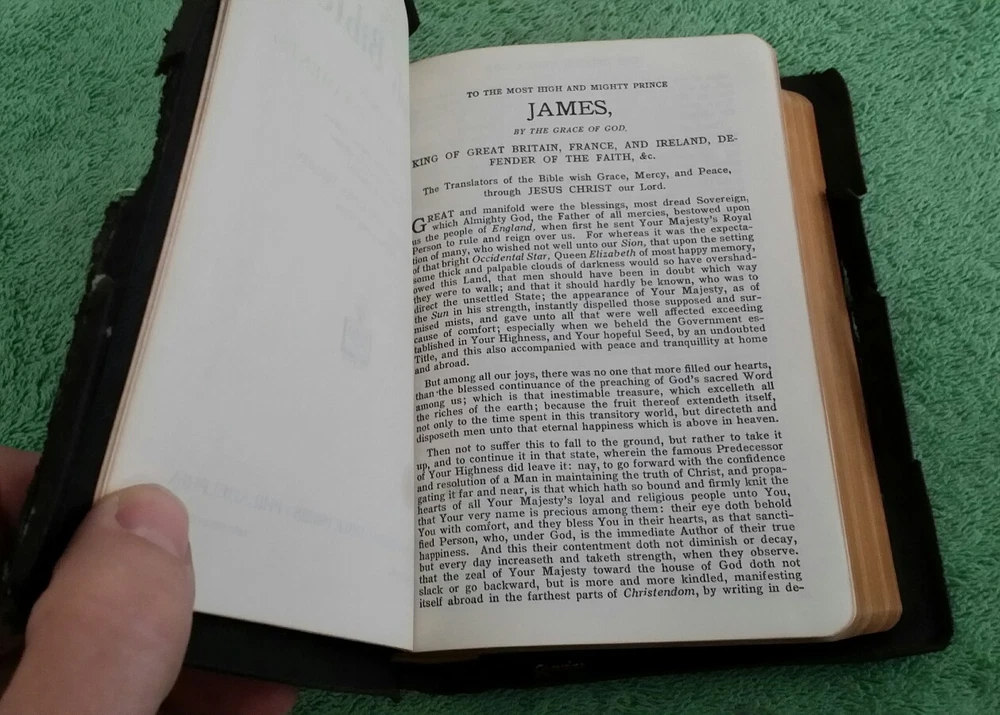 TO THE MOST HIGH AND MIGHTY PRINCE
JAMES,
BY THE GRACE OF GOD,
KING OF GREAT BRITAIN, FRANCE, AND IRELAND, DE-
FENDER OF THE FAITH, &c.
The Translators of the Bible wish Grace, Mercy, and Peace,
through JESUS CHRIST our Lord.
GREAT and manifold were the blessings, most dread Sovereign,
which Almighty God, the Father of all mercies, bestowed upon
us the people of England, when first he sent Your Majesty's Royal
Person to rule and reign over us. For whereas it was the expecta-
tion of many, who wished not well unto our Sion, that upon the setting
of that bright Occidental Star, Queen Elizabeth of most happy memory,
some thick and palpable clouds of darkness would so have overshad-
owed this Land, that men should have been in doubt which way
they were to walk; and that it should hardly be known, who was to
direct the unsettled State; the appearance of Your Majesty, as of
the Sun in his strength, instantly dispelled those supposed and sur-
mised mists, and gave unto all that were well affected exceeding
cause of comfort; especially when we beheld the Government es-
tablished in Your Highness, and Your hopeful Seed, by an undoubted
Title, and this also accompanied with peace and tranquillity at home
and abroad.
But among all our joys, there was no one that more filled our hearts,
than the blessed continuance of the preaching of God's sacred Word
among us; which is that inestimable treasure, which excelleth all
the riches of the earth; because the fruit thereof extendeth itself,
not only to the time spent in this transitory world, but directeth and
disposeth men unto that eternal happiness which is above in heaven.
Then not to suffer this to fall to the ground, but rather to take it
up, and to continue it in that state, wherein the famous Predecessor
of Your Highness did leave it: nay, to go forward with the confidence
and resolution of a Man in maintaining the truth of Christ, and propa-
gating it far and near, is that which hath so bound and firmly knit the
hearts of all Your Majesty's loyal and religious people unto You,
that Your very name is precious among them: their eye doth behold
You with comfort, and they bless You in their hearts, as that sancti-
fied Person, who, under God, is the immediate Author of their true
happiness. And this their contentment doth not diminish or decay,
but every day increaseth and taketh strength, when they observe.
that the zeal of Your Majesty toward the house of God doth not
slack or go backward, but is more and more kindled, manifesting
itself abroad in the farthest parts of Christendom, by writing in de-